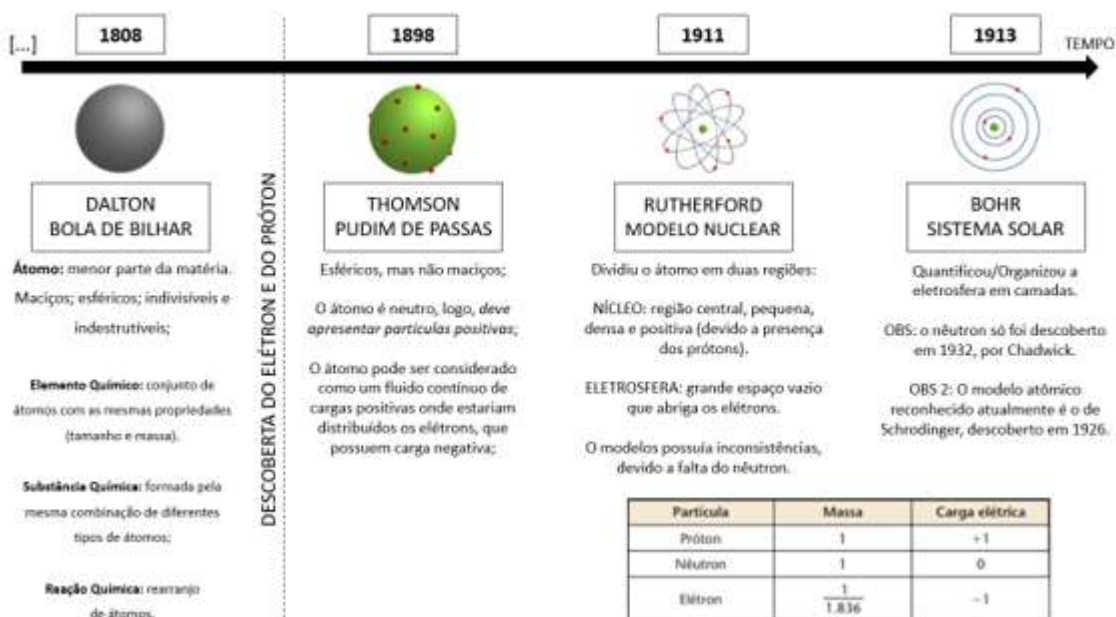 [...]
1808
1898
1911
1913
TEMPO
DESCOBERTA DO ELÉTRON E DO PRÓTON
DALTON
BOLA DE BILHAR
Átomo: menor parte da matéria.
Maciços; esféricos; indivisíveis e
indestrutíveis;
Elemento Químico: conjunto de
átomos com as mesmas propriedades
(tamanho e massa).
Substância Química: formada pela
mesma combinação de diferentes
tipos de átomos;
Reação Química: rearranjo
de átomos.
THOMSON
PUDIM DE PASSAS
Esféricos, mas não maciços;
O átomo é neutro, logo, deve
apresentar partículas positivas;
O átomo pode ser considerado
como um fluido contínuo de
cargas positivas onde estariam
distribuídos os elétrons, que
possuem carga negativa;
RUTHERFORD
MODELO NUCLEAR
Dividiu o átomo em duas regiões:
NÍCLEO: região central, pequena,
densa e positiva (devido a presença
dos prótons).
ELETROSFERA: grande espaço vazio
que abriga os elétrons.
O modelos possuía inconsistências,
devido a falta do nêutron.
BOHR
SISTEMA SOLAR
Quantificou/Organizou a
eletrosfera em camadas.
OBS: o nêutron só foi descoberto
em 1932, por Chadwick.
OBS 2: O modelo atômico
reconhecido atualmente é o de
Schrodinger, descoberto em 1926.
Partícula Massa Carga elétrica
Próton 1 +1
Nêutron 1 0
Elétron 1/1.836 -1